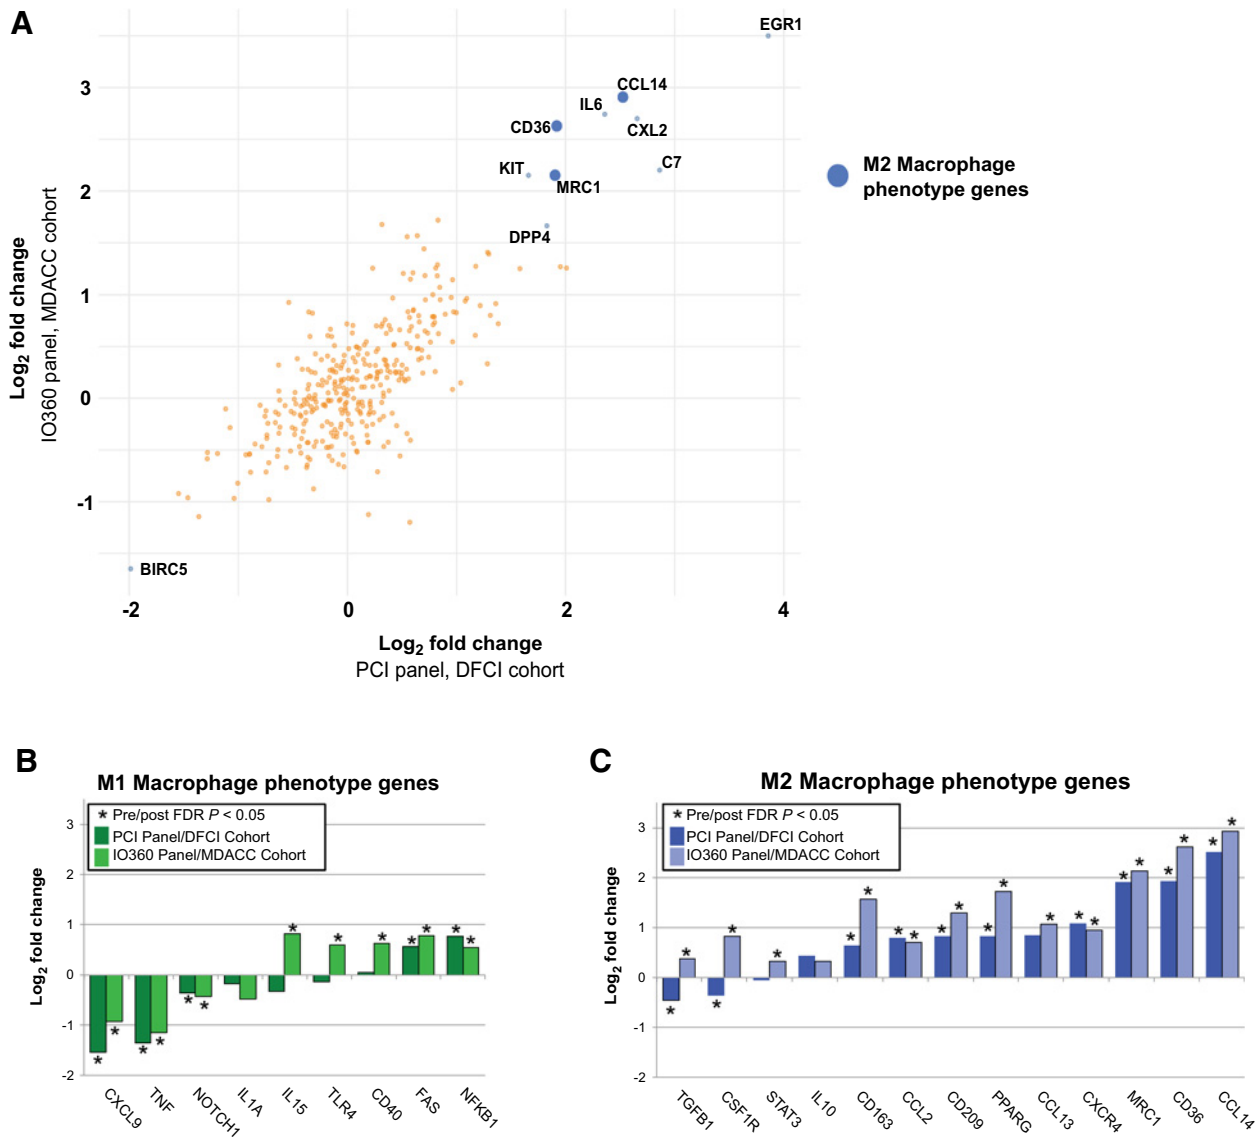 A
EGR1
CCL14
IL6
CXL2
CD36
C7
KIT
MRC1
DPP4
BIRC5
M2 Macrophage
phenotype genes
3
2
1
0
-1
Log2 fold change
IO360 panel, MDACC cohort
-2
0
2
4
Log2 fold change
PCI panel, DFCI cohort
B
M1 Macrophage phenotype genes
* Pre/post FDR P < 0.05
PCI Panel/DFCI Cohort
IO360 Panel/MDACC Cohort
Log2 fold change
3
2
1
0
-1
-2
* * * * * * * * * * * * *
CXCL9
TNF
NOTCH1
IL1A
IL15
TLR4
CD40
FAS
NFKB1
C
M2 Macrophage phenotype genes
* Pre/post FDR P < 0.05
PCI Panel/DFCI Cohort
IO360 Panel/MDACC Cohort
Log2 fold change
3
2
1
0
-1
-2
* * * * * * * * * * * * * * * * * * * * * *
TGFB1
CSF1R
STAT3
IL10
CD163
CCL2
CD209
PPARG
CCL13
CXCR4
MRC1
CD36
CCL14